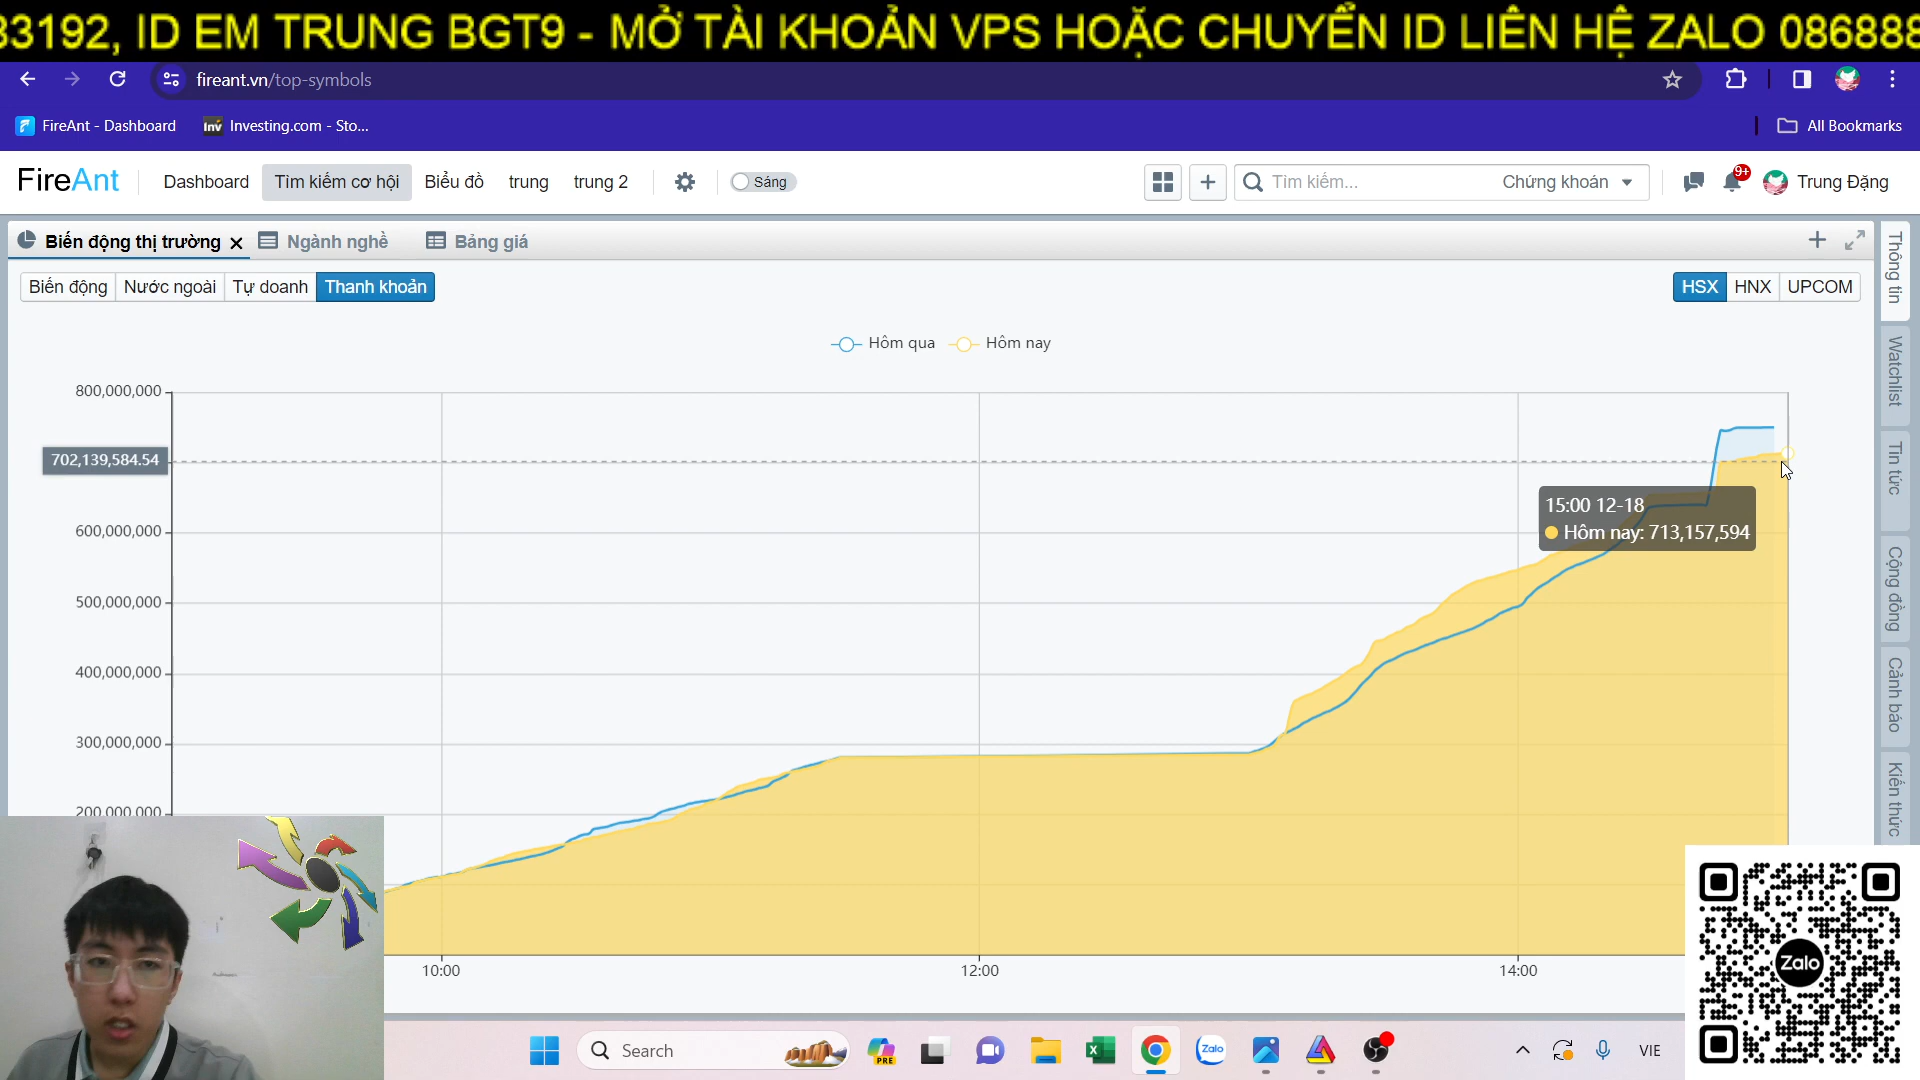 33192, ID EM TRUNG BGT9 - MỞ TÀI KHOẢN VPS HOẶC CHUYỂN ID LIÊN HỆ ZALO 086888
fireant.vn/top-symbols
FireAnt - Dashboard
Inv Investing.com - Sto...
All Bookmarks
FireAnt
Dashboard
Tìm kiếm cơ hội
Biểu đồ
trung
trung 2
Sáng
Tìm kiếm...
Chứng khoán
9+
Trung Đặng
Biến động thị trường
Ngành nghề
Bảng giá
Biến động
Nước ngoài
Tự doanh
Thanh khoản
HSX
HNX
UPCOM
Thông tin
Watchlist
Tin tức
Cộng đồng
Cảnh báo
Kiến thức
Hôm qua
Hôm nay
800,000,000
702,139,584.54
600,000,000
500,000,000
400,000,000
300,000,000
200,000,000
15:00 12-18
Hôm nay: 713,157,594
10:00
12:00
14:00
Zalo
Search
PRE
Zalo
VIE